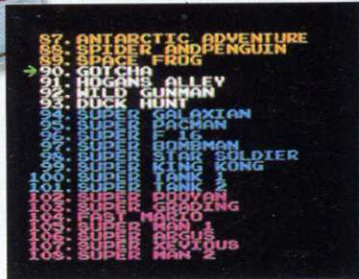 87. ANTARCTIC ADVENTURE
88. SPIDER ANDPENGUIN
89. SPACE FROG
→90. GOTCHA
91. HOGANS ALLEY
92. WILD GUNMAN
93. DUCK HUNT
94. SUPER GALAXIAN
95. SUPER PACMAN
96. SUPER
97. SUPER BOMBMAN
98. SUPER STAR SOLDIER
99. SUPER KING KONG
100. SUPER TANK 1
101. SUPER TANK 2
102. SUPER POOYAN
103. SUPER GRADING
104. FAST MARIO
105. SUPER MAN 1
106. SUPER DEGUS
107. SUPER DEVIOUS
108. SUPER MAN 2